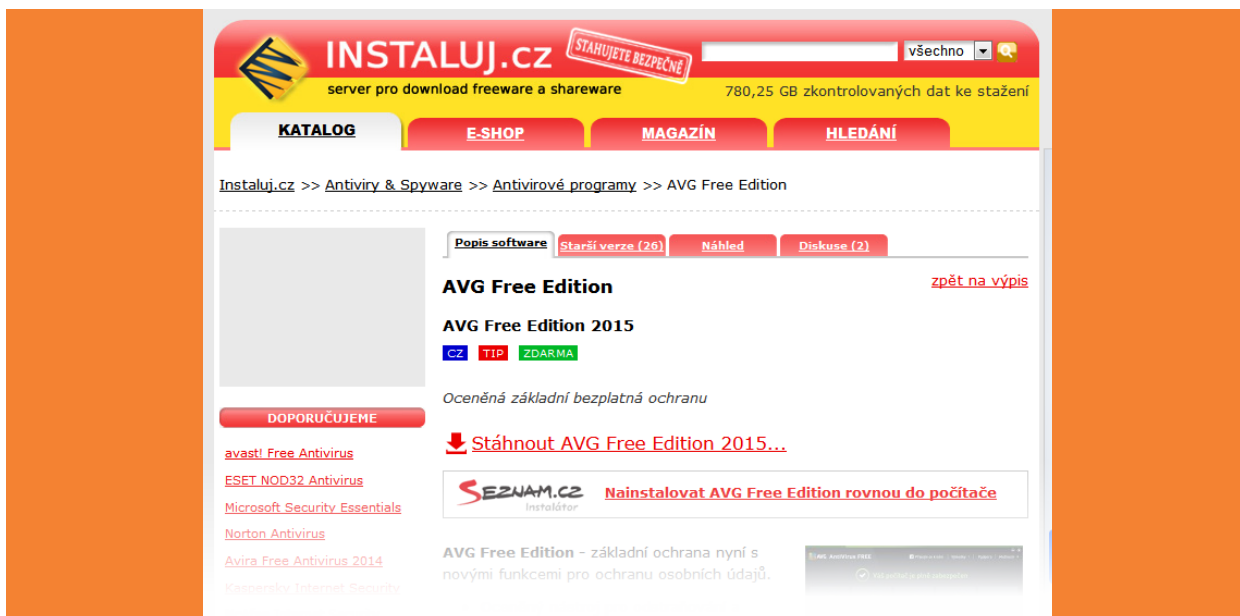 INSTALUJ.CZ
STAHUJETE BEZPEČNĚ
všechno
server pro download freeware a shareware
780,25 GB zkontrolovaných dat ke stažení
KATALOG
E-SHOP
MAGAZÍN
HLEDÁNÍ
Instaluj.cz >> Antiviry & Spyware >> Antivirové programy >> AVG Free Edition
Popis software
Starší verze (26)
Náhled
Diskuse (2)
AVG Free Edition
zpět na výpis
AVG Free Edition 2015
CZ TIP ZDARMA
Oceněná základní bezplatná ochranu
Stáhnout AVG Free Edition 2015...
SEZNAM.CZ
Instalátor
Nainstalovat AVG Free Edition rovnou do počítače
AVG Free Edition - základní ochrana nyní s
novými funkcemi pro ochranu osobních údajů.
DOPORUČUJEME
avast! Free Antivirus
ESET NOD32 Antivirus
Microsoft Security Essentials
Norton Antivirus
Avira Free Antivirus 2014
Kaspersky Internet Security